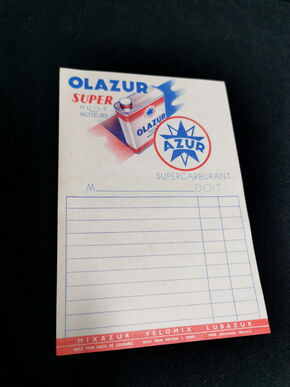 OLAZUR
SUPER
HUILE
MOTEURS
OLAZUR
AZUR
SUPERCARBURANT
M DOIT
MIXAZUR VELOMIX LUBAZUR